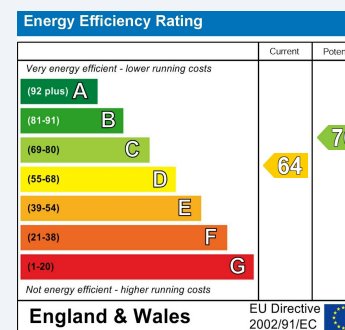 Energy Efficiency Rating
Current
Very energy efficient - lower running costs
(92 plus) A
(81-91) B
(69-80) C
(55-68) D
64
(39-54) E
(21-38) F
(1-20) G
Not energy efficient - higher running costs
England & Wales
EU Directive
2002/91/EC